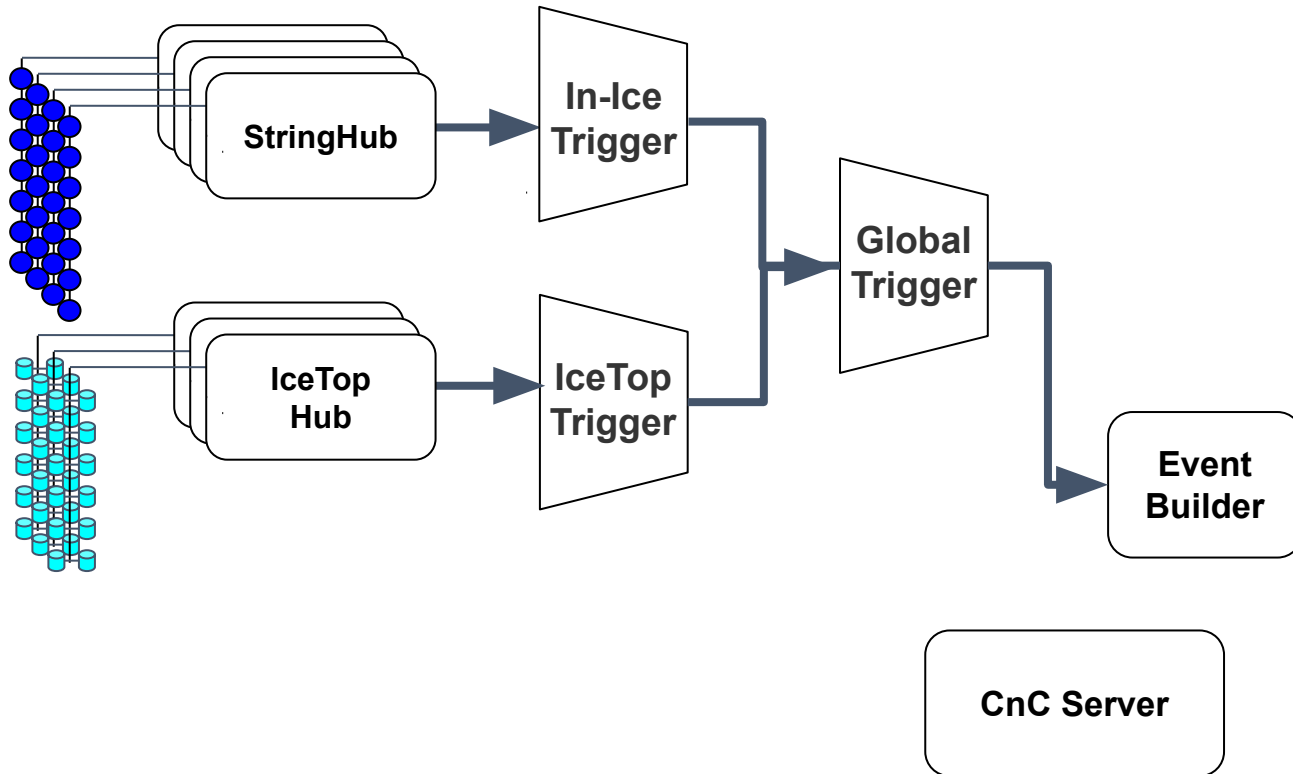 StringHub
In-Ice
Trigger
Global
Trigger
IceTop
Hub
IceTop
Trigger
Event
Builder
CnC Server